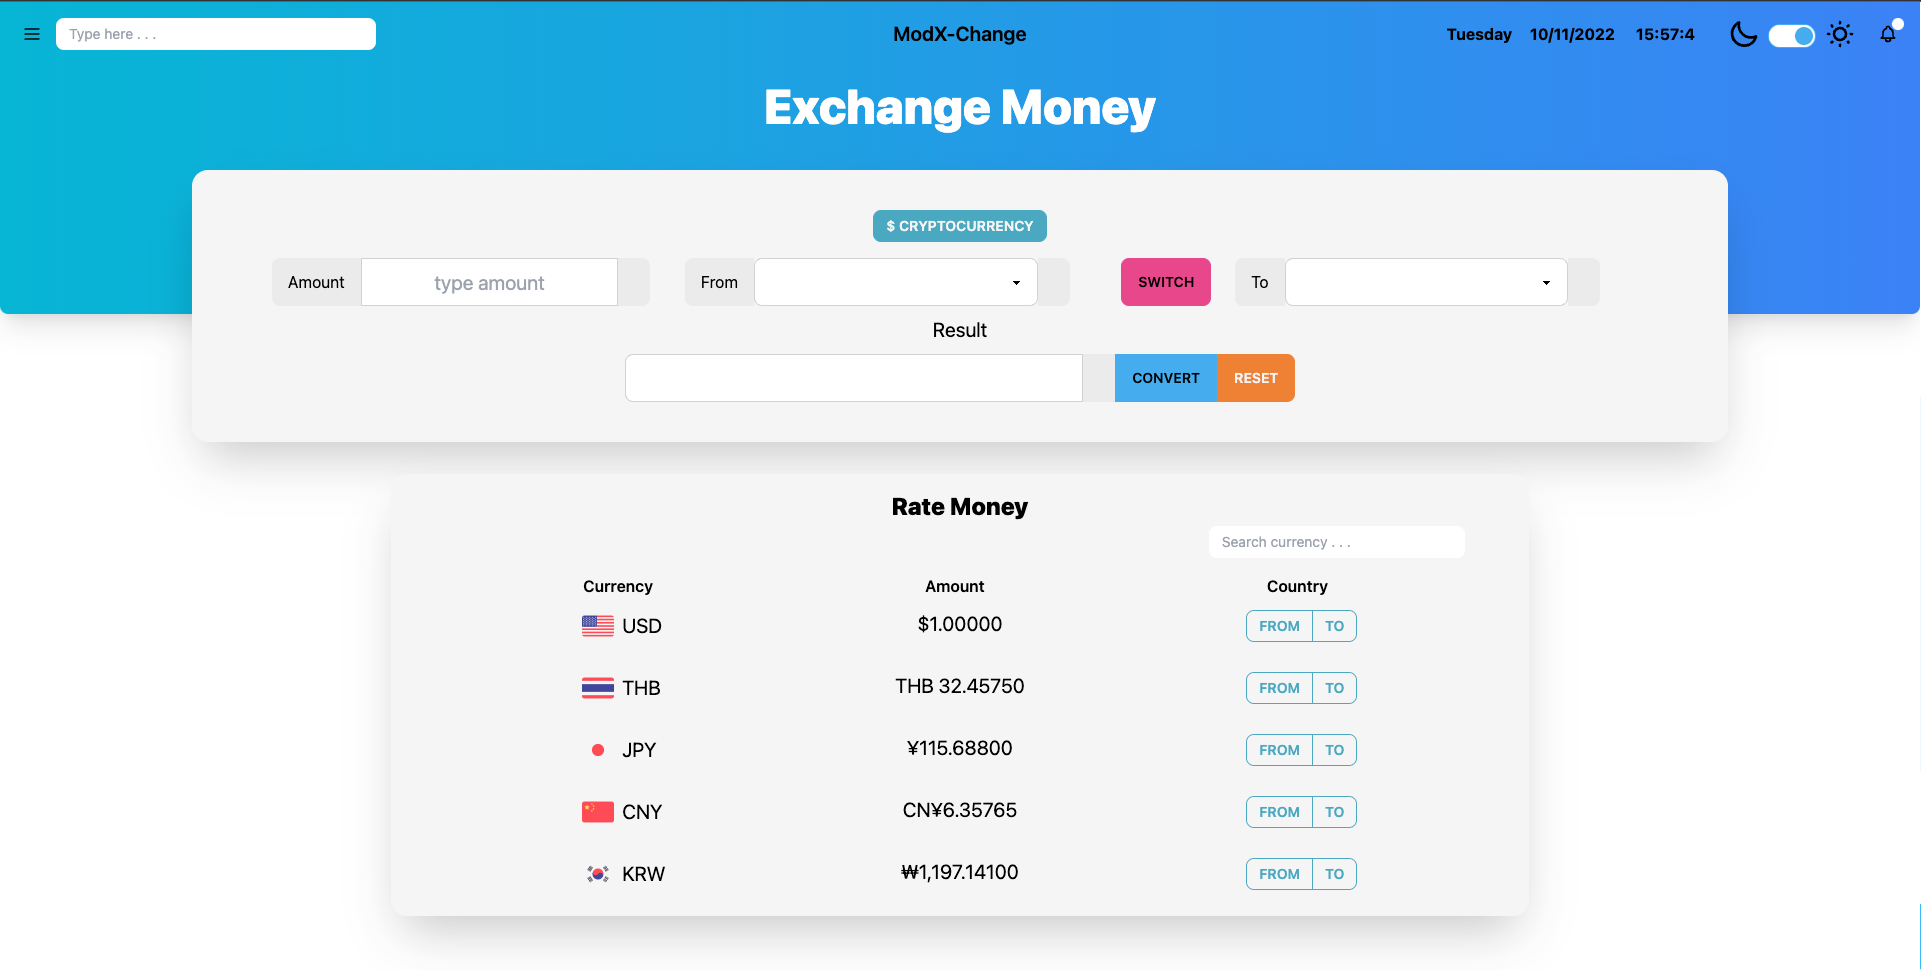 Type here . . .
ModX-Change
Tuesday 10/11/2022 15:57:4
Exchange Money
$ CRYPTOCURRENCY
Amount type amount From SWITCH To
Result
CONVERT RESET
Rate Money
Search currency . . .
Currency Amount Country
USD $1.00000 FROM TO
THB THB 32.45750 FROM TO
JPY ¥115.68800 FROM TO
CNY CN¥6.35765 FROM TO
KRW ₩1,197.14100 FROM TO